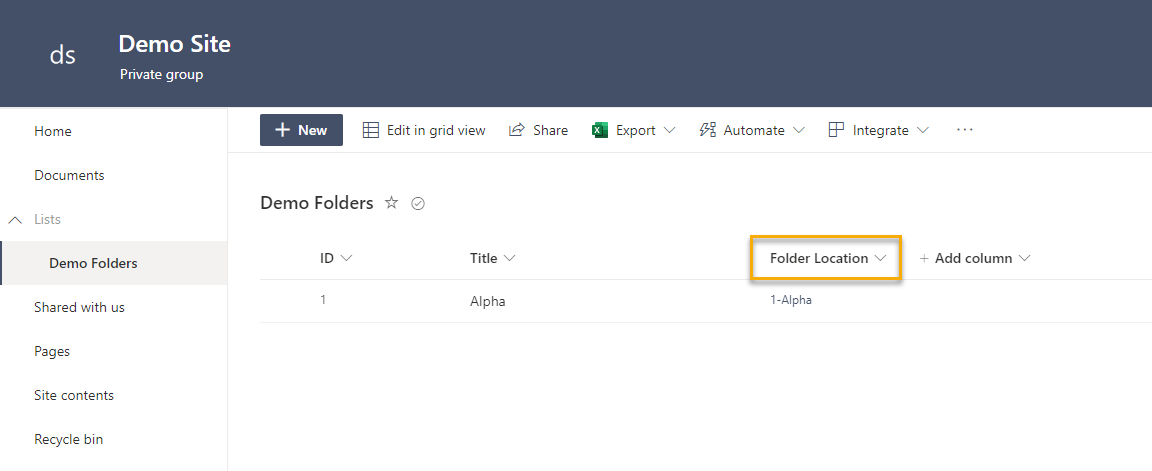 ds
Demo Site
Private group
Home
Documents
Lists
Demo Folders
Shared with us
Pages
Site contents
Recycle bin
+ New Edit in grid view Share Export Automate Integrate ...
Demo Folders
ID Title Folder Location + Add column
1 Alpha 1-Alpha